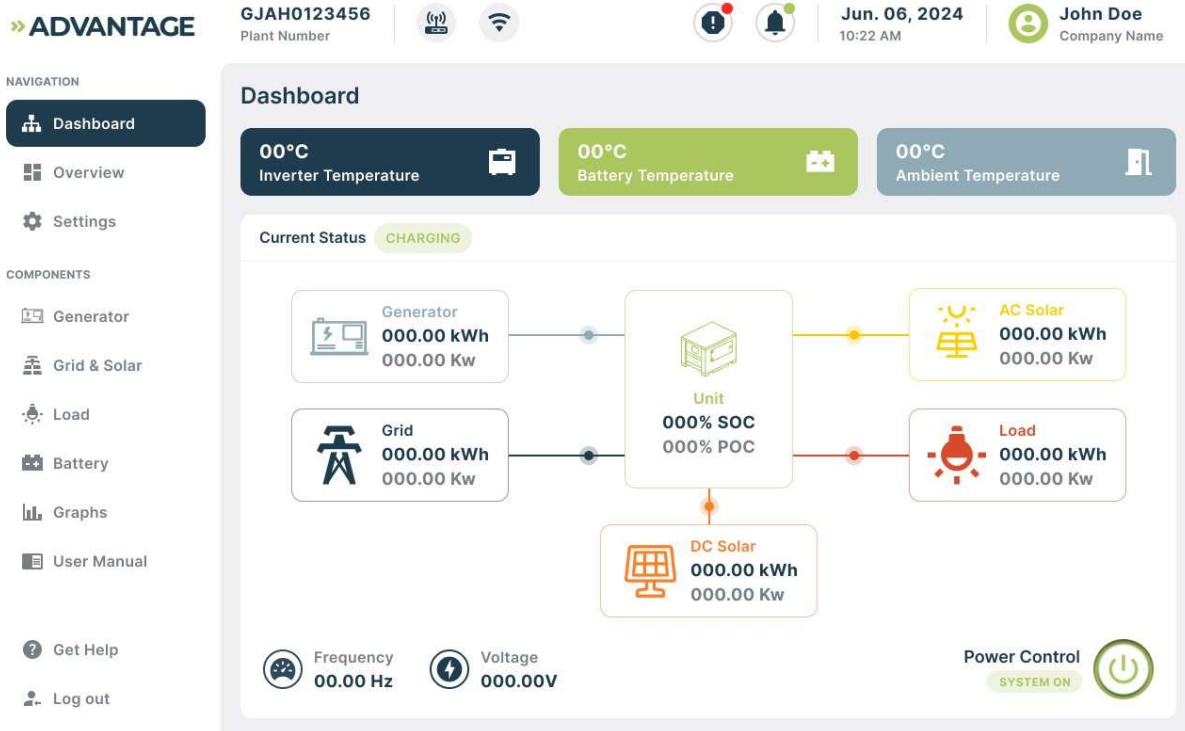 ADVANTAGE
GJAH0123456
Plant Number
Jun. 06, 2024
10:22 AM
John Doe
Company Name
NAVIGATION
Dashboard
Overview
Settings
COMPONENTS
Generator
Grid & Solar
Load
Battery
Graphs
User Manual
Get Help
Log out
Dashboard
00°C
Inverter Temperature
00°C
Battery Temperature
00°C
Ambient Temperature
Current Status CHARGING
Generator
000.00 kWh
000.00 Kw
Grid
000.00 kWh
000.00 Kw
Unit
000% SOC
000% POC
AC Solar
000.00 kWh
000.00 Kw
Load
000.00 kWh
000.00 Kw
DC Solar
000.00 kWh
000.00 Kw
Frequency
00.00 Hz
Voltage
000.00V
Power Control
SYSTEM ON